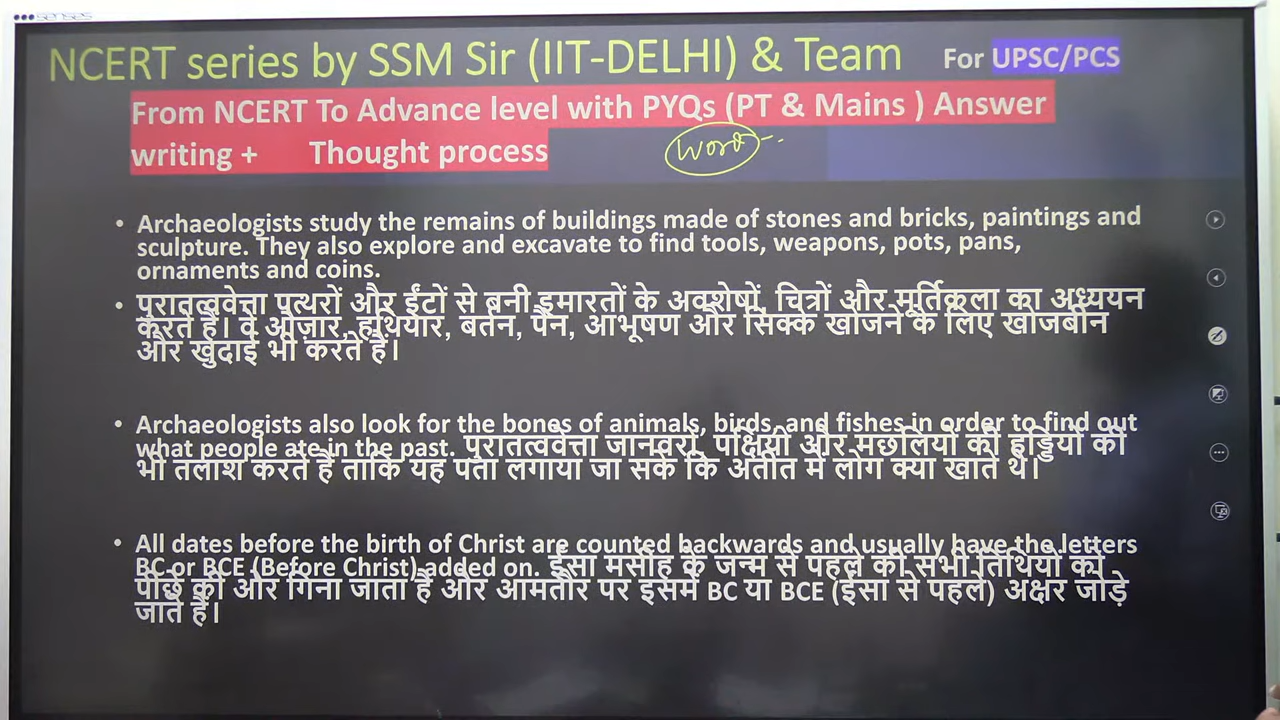 senses
NCERT series by SSM Sir (IIT-DELHI) & Team For UPSC/PCS
From NCERT To Advance level with PYQs (PT & Mains ) Answer
writing + Thought process
word
• Archaeologists study the remains of buildings made of stones and bricks, paintings and
sculpture. They also explore and excavate to find tools, weapons, pots, pans,
ornaments and coins.
• पुरातत्ववेत्ता पत्थरों और ईंटों से बनी इमारतों के अवशेषों, चित्रों और मूर्तिकला का अध्ययन
करते हैं। वे औज़ार, हथियार, बर्तन, पैन, आभूषण और सिक्के खोजने के लिए खोजबीन
और खुदाई भी करते हैं।
• Archaeologists also look for the bones of animals, birds, and fishes in order to find out
what people ate in the past. पुरातत्ववेत्ता जानवरों, पक्षियों और मछलियों की हड्डियों की
भी तलाश करते हैं ताकि यह पता लगाया जा सके कि अतीत में लोग क्या खाते थे।
• All dates before the birth of Christ are counted backwards and usually have the letters
BC or BCE (Before Christ) added on. ईसा मसीह के जन्म से पहले की सभी तिथियों को
पीछे की ओर गिना जाता है और आमतौर पर इसमें BC या BCE (ईसा से पहले) अक्षर जोड़े
जाते हैं।